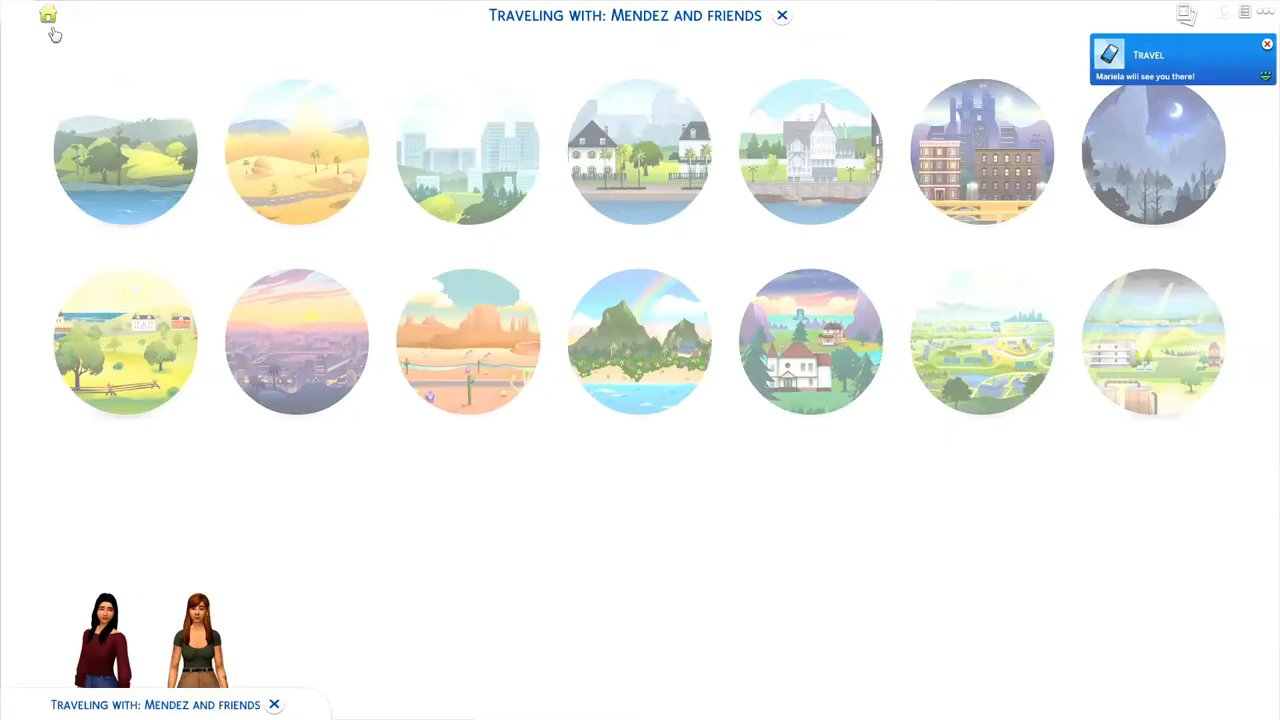 Traveling with: Mendez and friends
Travel
Mariela will see you there!
Traveling with: Mendez and friends